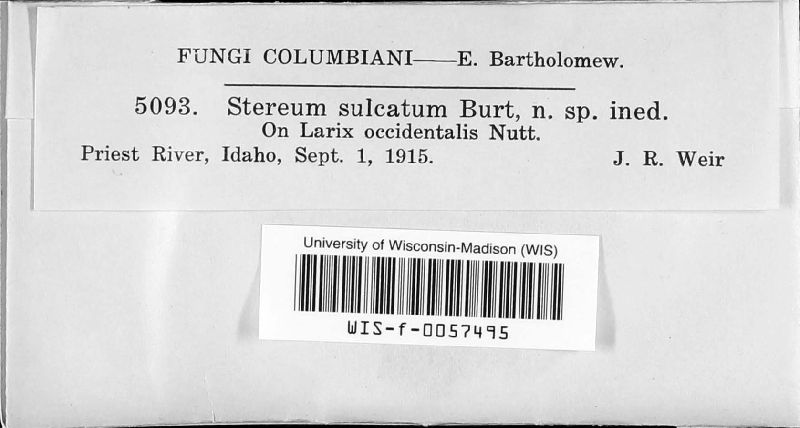 FUNGI COLUMBIANI——E. Bartholomew.
5093. Stereum sulcatum Burt, n. sp. ined.
On Larix occidentalis Nutt.
Priest River, Idaho, Sept. 1, 1915. J. R. Weir
University of Wisconsin-Madison (WIS)
WIS-f-0057495